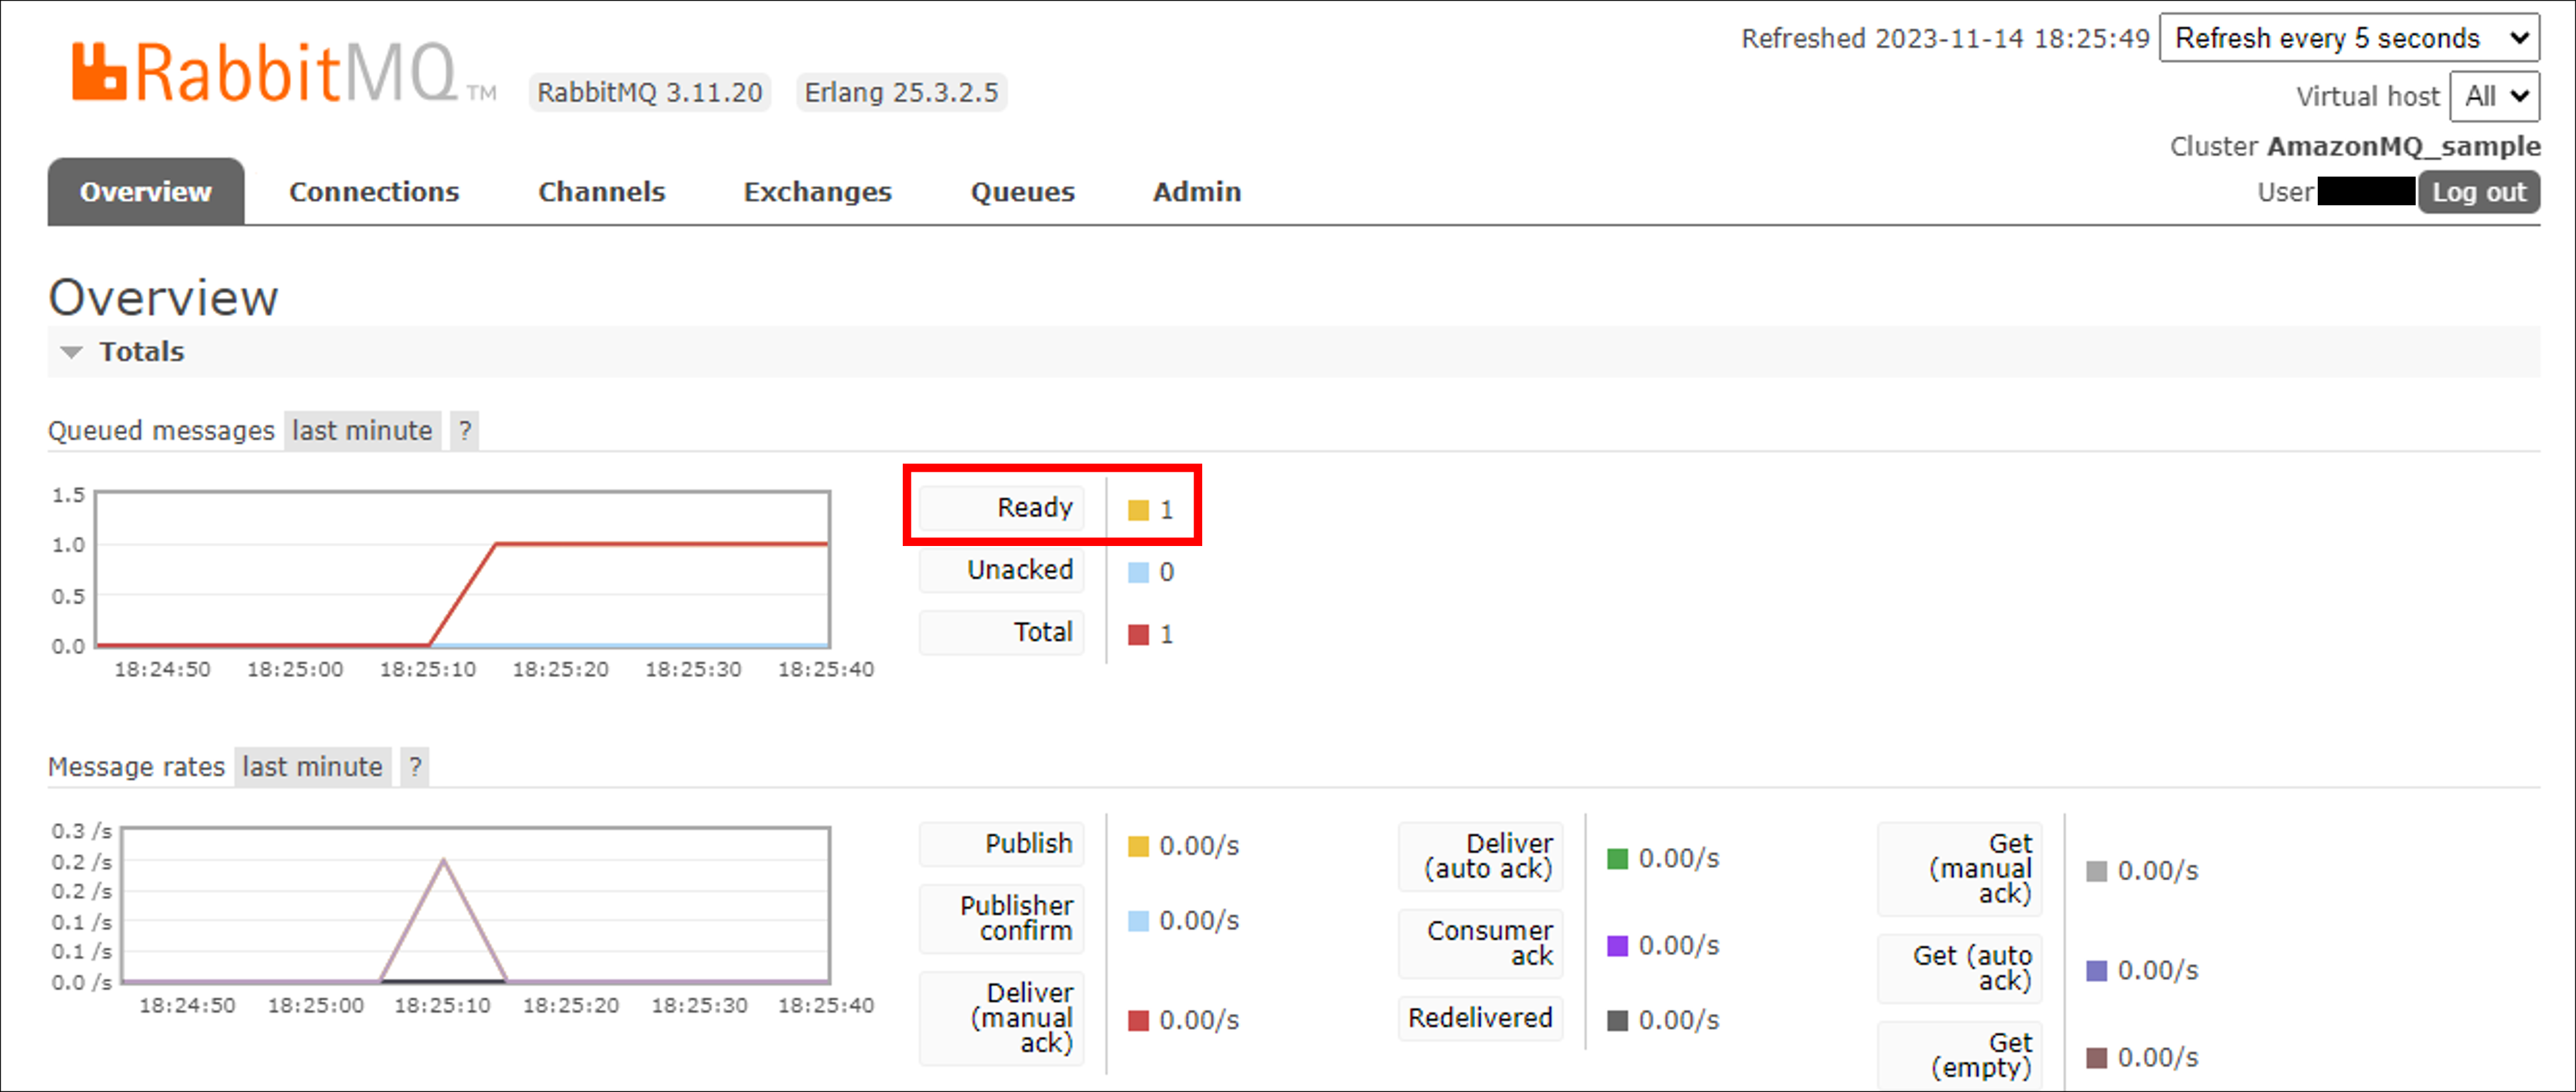 Refreshed 2023-11-14 18:25:49 Refresh every 5 seconds
RabbitMQ TM RabbitMQ 3.11.20 Erlang 25.3.2.5
Virtual host All
Cluster AmazonMQ_sample
User Log out
Overview Connections Channels Exchanges Queues Admin
Overview
Totals
Queued messages last minute ?
1.5
1.0
0.5
0.0
18:24:50 18:25:00 18:25:10 18:25:20 18:25:30 18:25:40
Ready 1
Unacked 0
Total 1
Message rates last minute ?
0.3 /s
0.2 /s
0.2 /s
0.1 /s
0.1 /s
0.0 /s
18:24:50 18:25:00 18:25:10 18:25:20 18:25:30 18:25:40
Publish 0.00/s
Publisher
confirm 0.00/s
Deliver
(manual
ack) 0.00/s
Deliver
(auto ack) 0.00/s
Consumer
ack 0.00/s
Redelivered 0.00/s
Get
(manual
ack) 0.00/s
Get (auto
ack) 0.00/s
Get
(empty) 0.00/s